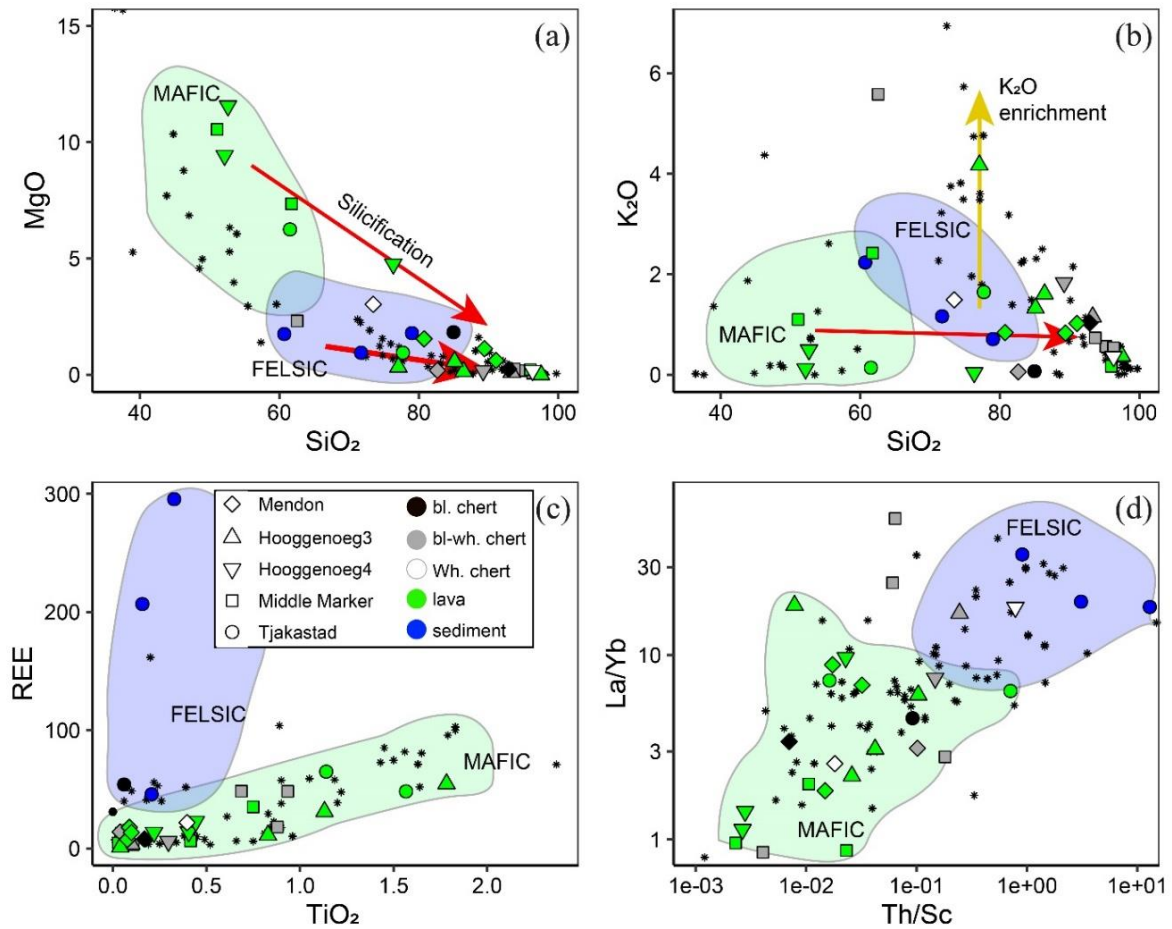 (a)
15
10
5
0
MgO
MAFIC
Silicification
FELSIC
40
60
80
100
SiO₂
(b)
6
4
2
0
K₂O
K₂O
enrichment
FELSIC
MAFIC
40
60
80
100
SiO₂
(c)
300
200
100
0
REE
Mendon
Hooggenoeg3
Hooggenoeg4
Middle Marker
Tjakastad
bl. chert
bl-wh. chert
Wh. chert
lava
sediment
FELSIC
MAFIC
0.0
0.5
1.0
1.5
2.0
TiO₂
(d)
30
10
3
1
La/Yb
FELSIC
MAFIC
1e-03
1e-02
1e-01
1e+00
1e+01
Th/Sc